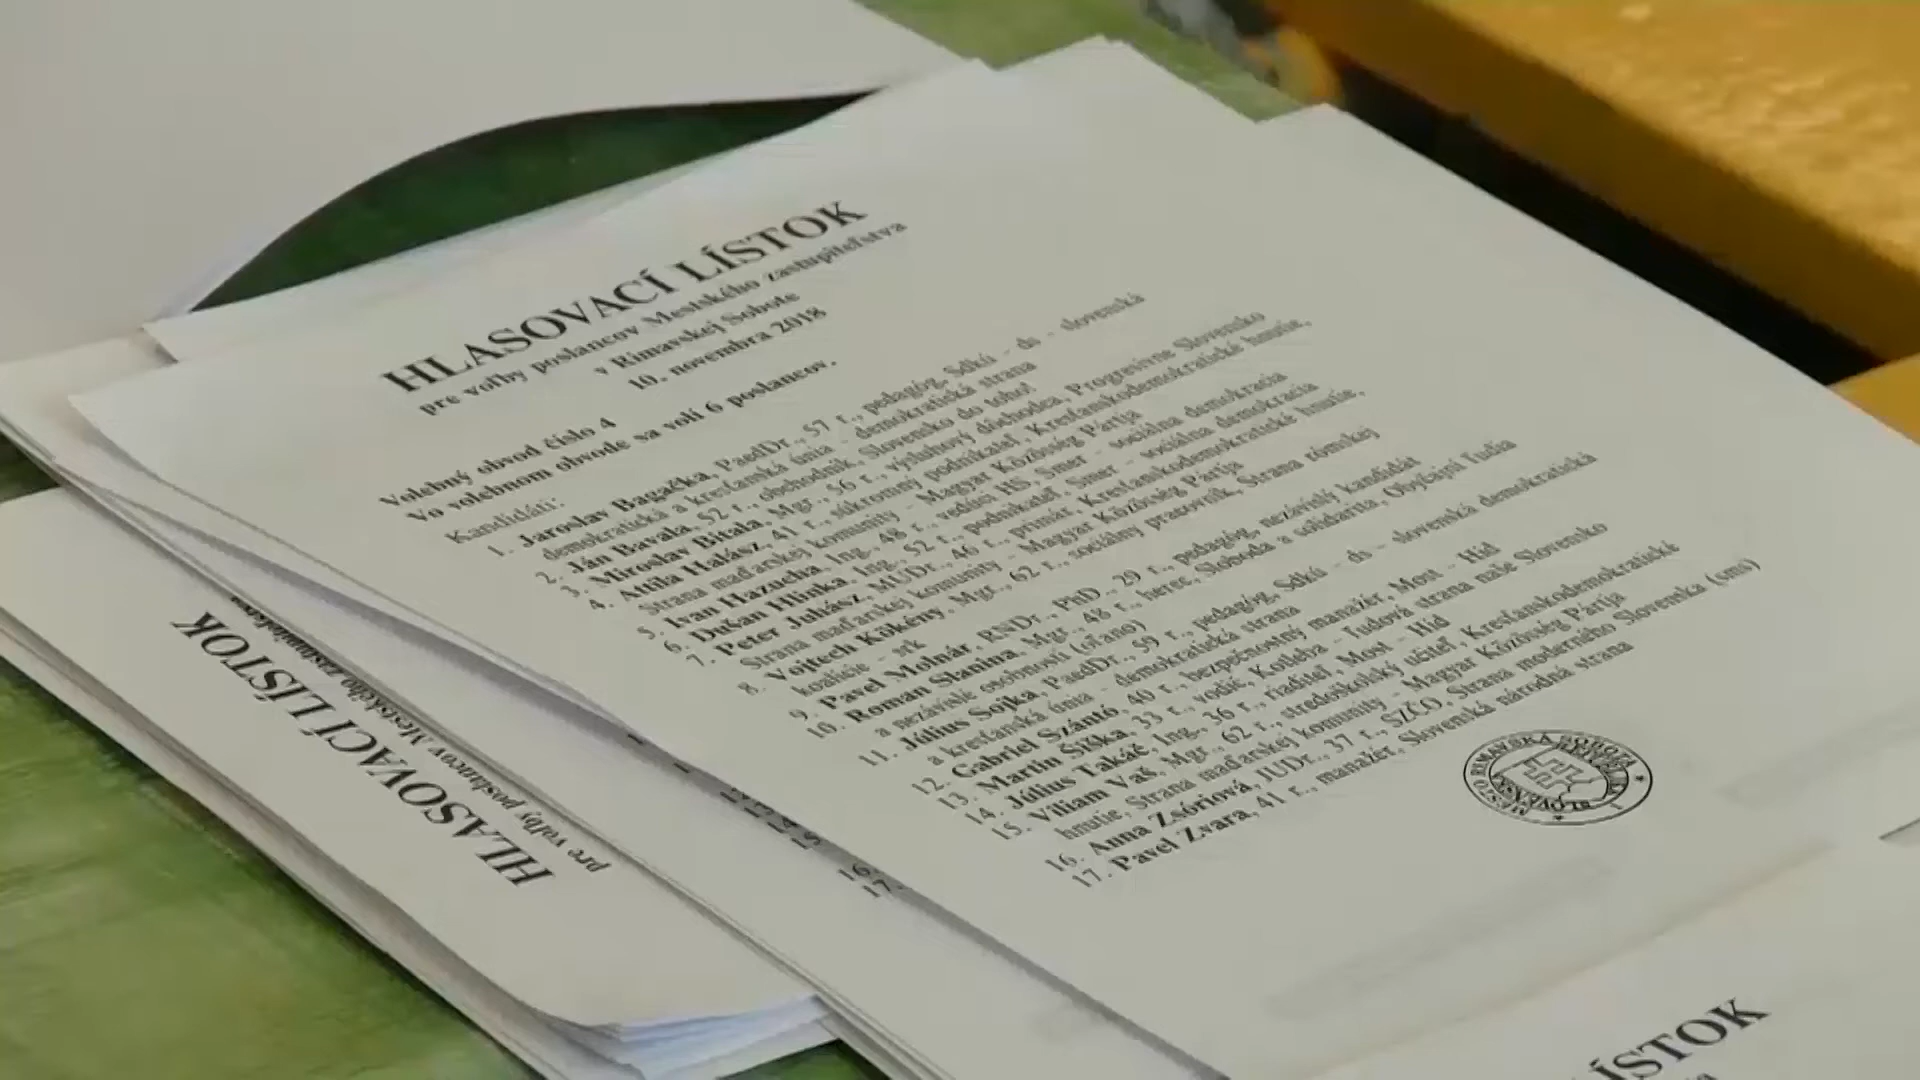 HLASOVACÍ LÍSTOK
pre voľby poslancov Mestského zastupiteľstva
v Rimavskej Sobote
10. novembra 2018
Volebný obvod číslo 4
Vo volebnom obvode sa volí 6 poslancov.
Kandidáti:
1. Jaroslav Bagačka, PaedDr., 57 r., pedagóg, Sdkú - ds - slovenská
demokratická a kresťanská únia - demokratická strana
2. Ján Bavala, 52 r., obchodník, Slovensko do toho!
3. Miroslav Bitala, Mgr., 56 r., výsluhový dôchodca, Progresívne Slovensko
4. Attila Halász, 41 r., súkromný podnikateľ, Kresťanskodemokratické hnutie,
Strana maďarskej komunity - Magyar Közösség Pártja
5. Ivan Hazucha, Ing., 48 r., vedúci HS, Smer - sociálna demokracia
6. Dušan Hlinka, Ing., 52 r., podnikateľ, Smer - sociálna demokracia
7. Peter Juhász, MUDr., 46 r., primár, Kresťanskodemokratické hnutie,
Strana maďarskej komunity - Magyar Közösség Pártja
8. Vojtech Kökény, Mgr., 62 r., sociálny pracovník, Strana rómskej
koalície - srk
9. Pavel Molnár, RNDr., PhD., 29 r., pedagóg, nezávislý kandidát
10. Roman Slanina, Mgr., 48 r., herec, Sloboda a solidarita, Obyčajní ľudia
a nezávislé osobnosti (oľano)
11. Július Sojka, PaedDr., 59 r., pedagóg, Sdkú - ds - slovenská demokratická
a kresťanská únia - demokratická strana
12. Gabriel Szántó, 40 r., bezpečnostný manažér, Most - Híd
13. Martin Šiška, 33 r., vodič, Kotleba - ľudová strana naše Slovensko
14. Július Takáč, Ing., 36 r., riaditeľ, Most - Híd
15. Viliam Vaš, Mgr., 62 r., stredoškolský učiteľ, Kresťanskodemokratické
hnutie, Strana maďarskej komunity - Magyar Közösség Pártja
16. Anna Zsóriová, JUDr., 37 r., SZČO, Strana moderného Slovenska (sms)
17. Pavel Zvara, 41 r., manažér, Slovenská národná strana
MESTO RIMAVSKÁ SOBOTA
SLOVENSKÁ REPUBLIKA
HLASOVACÍ LÍSTOK
pre voľby poslancov Mestského zastupiteľstva
16.
17.
LÍSTOK